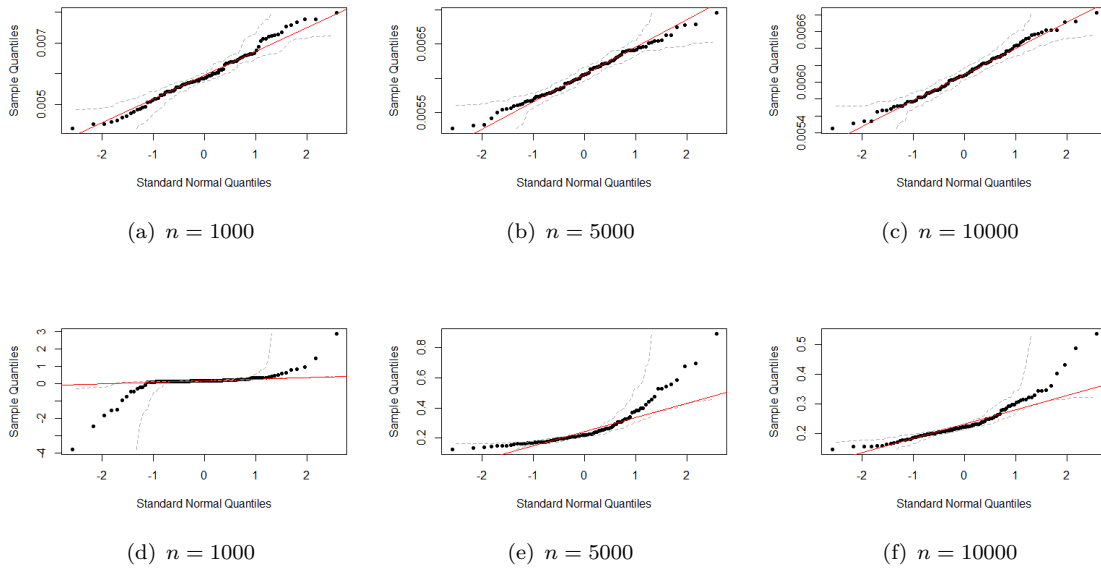 Sample Quantiles
0.005 0.007
-2 -1 0 1 2
Standard Normal Quantiles
(a) n = 1000
Sample Quantiles
0.0055 0.0065
-2 -1 0 1 2
Standard Normal Quantiles
(b) n = 5000
Sample Quantiles
0.0054 0.0060 0.0066
-2 -1 0 1 2
Standard Normal Quantiles
(c) n = 10000
Sample Quantiles
-4 -2 0 1 2 3
-2 -1 0 1 2
Standard Normal Quantiles
(d) n = 1000
Sample Quantiles
0.2 0.4 0.6 0.8
-2 -1 0 1 2
Standard Normal Quantiles
(e) n = 5000
Sample Quantiles
0.2 0.3 0.4 0.5
-2 -1 0 1 2
Standard Normal Quantiles
(f) n = 10000